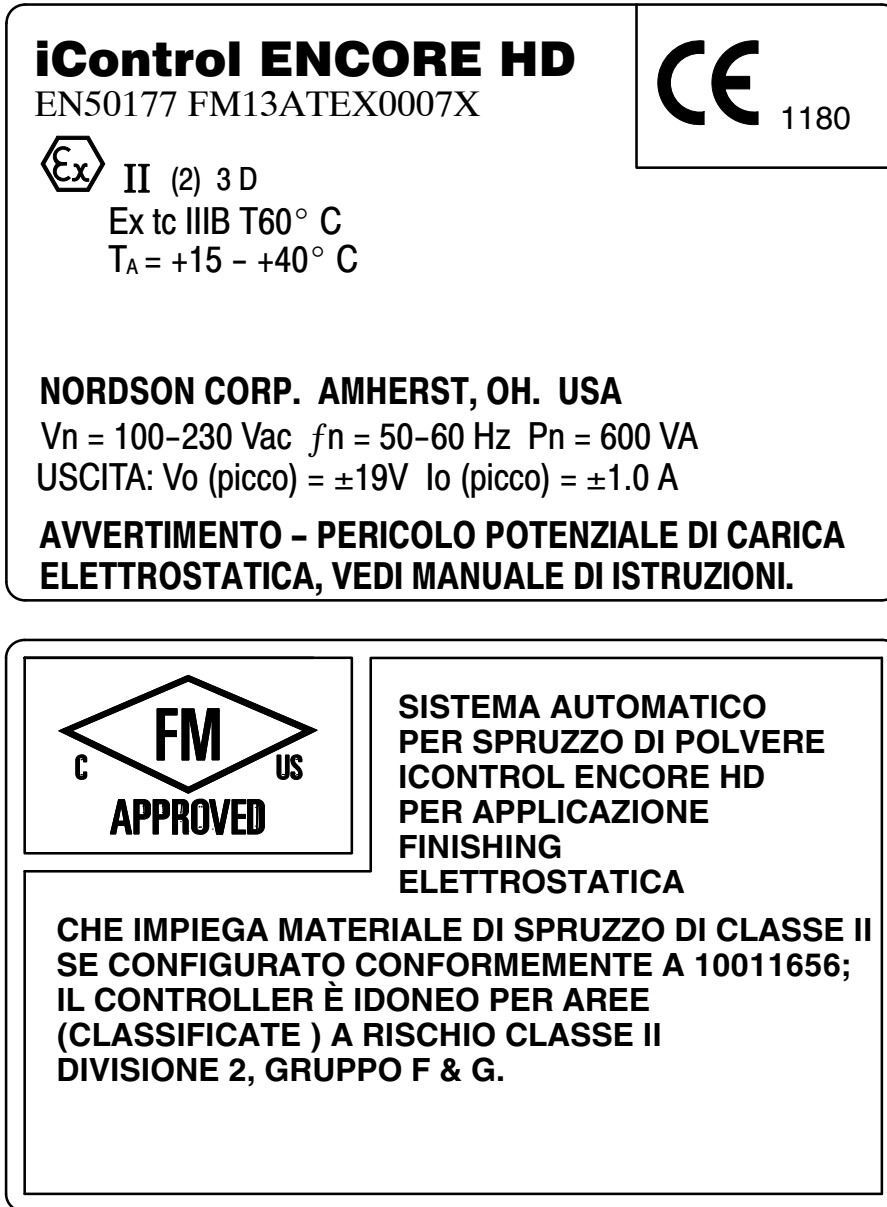 iControl ENCORE HD
EN50177 FM13ATEX0007X
CE 1180
Ex II (2) 3 D
Ex tc IIIB T60° C
TA = +15 – +40° C
NORDSON CORP. AMHERST, OH. USA
Vn = 100–230 Vac ƒn = 50–60 Hz Pn = 600 VA
USCITA: Vo (picco) = ±19V Io (picco) = ±1.0 A
AVVERTIMENTO – PERICOLO POTENZIALE DI CARICA
ELETTROSTATICA, VEDI MANUALE DI ISTRUZIONI.
FM
C US
APPROVED
SISTEMA AUTOMATICO
PER SPRUZZO DI POLVERE
ICONTROL ENCORE HD
PER APPLICAZIONE
FINISHING
ELETTROSTATICA
CHE IMPIEGA MATERIALE DI SPRUZZO DI CLASSE II
SE CONFIGURATO CONFORMEMENTE A 10011656;
IL CONTROLLER È IDONEO PER AREE
(CLASSIFICATE ) A RISCHIO CLASSE II
DIVISIONE 2, GRUPPO F & G.